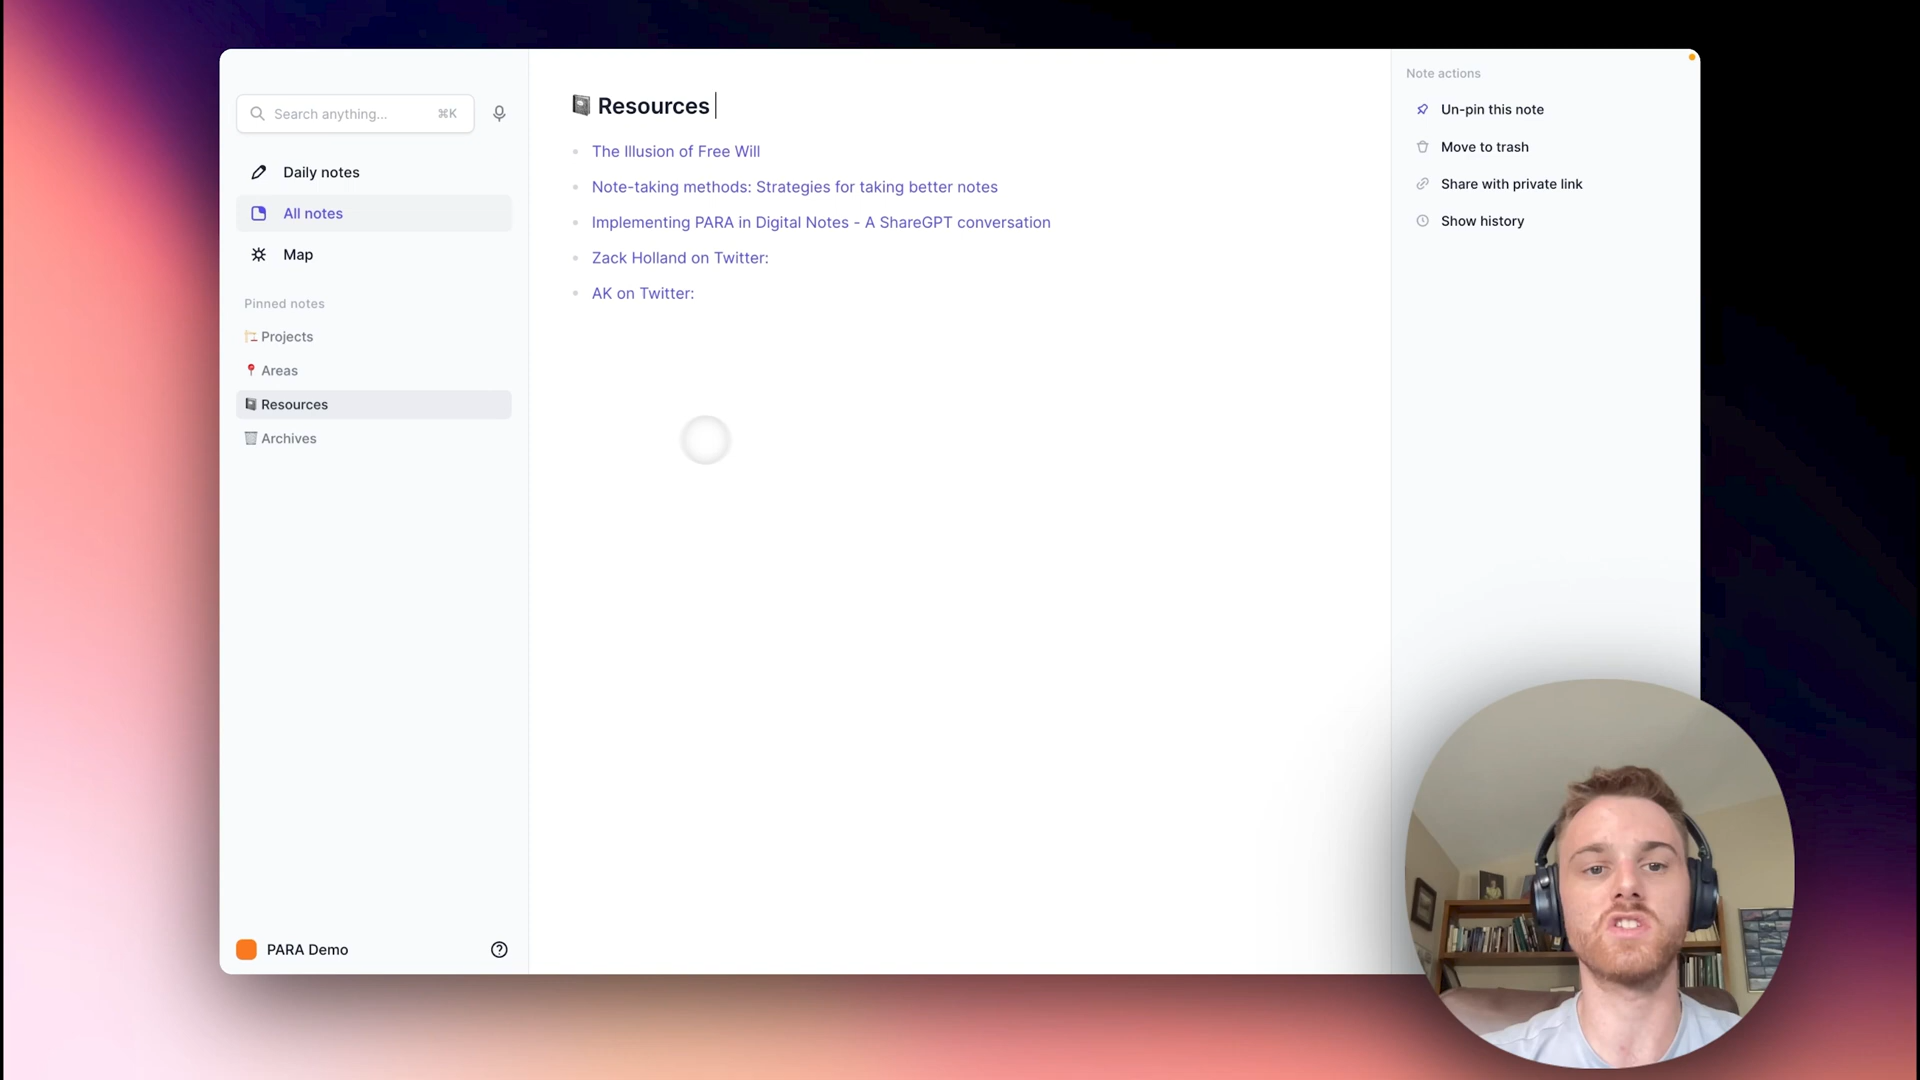 Search anything... ⌘K
Daily notes
All notes
Map
Pinned notes
Projects
Areas
Resources
Archives
PARA Demo
Resources
The Illusion of Free Will
Note-taking methods: Strategies for taking better notes
Implementing PARA in Digital Notes - A ShareGPT conversation
Zack Holland on Twitter:
AK on Twitter:
Note actions
Un-pin this note
Move to trash
Share with private link
Show history